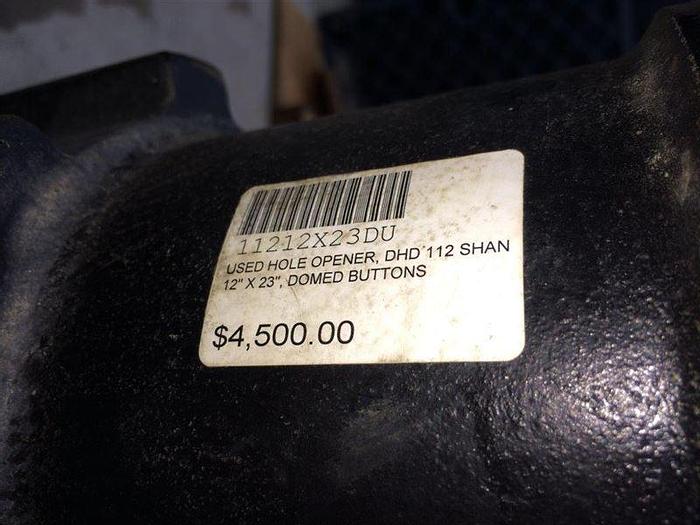 11212X23DU
USED HOLE OPENER, DHD 112 SHAN
12" X 23", DOMED BUTTONS
$4,500.00